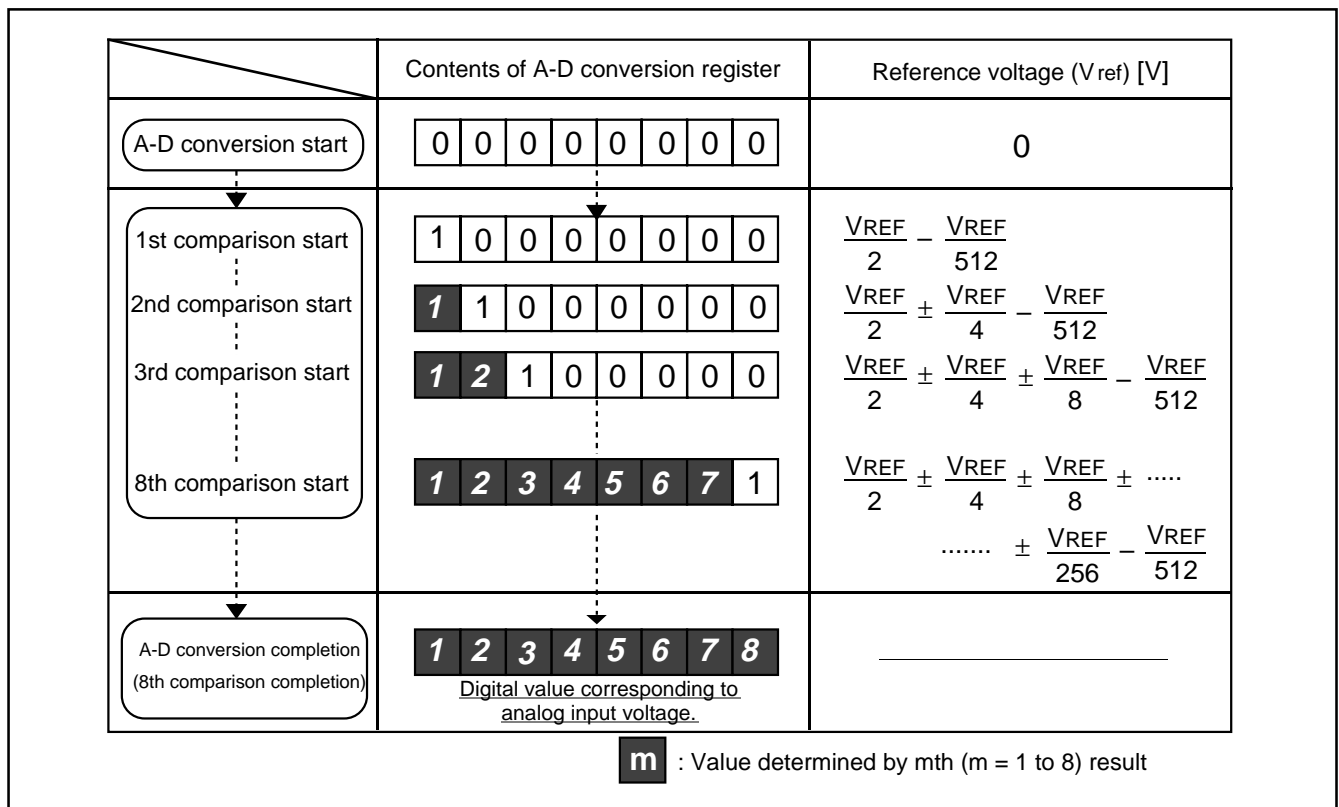 Contents of A-D conversion register
Reference voltage (Vref) [V]
A-D conversion start
0 0 0 0 0 0 0 0
0
1st comparison start
1 0 0 0 0 0 0 0
VREF/2 – VREF/512
2nd comparison start
1 1 0 0 0 0 0 0
VREF/2 ± VREF/4 – VREF/512
3rd comparison start
1 2 1 0 0 0 0 0
VREF/2 ± VREF/4 ± VREF/8 – VREF/512
8th comparison start
1 2 3 4 5 6 7 1
VREF/2 ± VREF/4 ± VREF/8 ± .....
....... ± VREF/256 – VREF/512
A-D conversion completion
(8th comparison completion)
1 2 3 4 5 6 7 8
Digital value corresponding to
analog input voltage.
m : Value determined by mth (m = 1 to 8) result